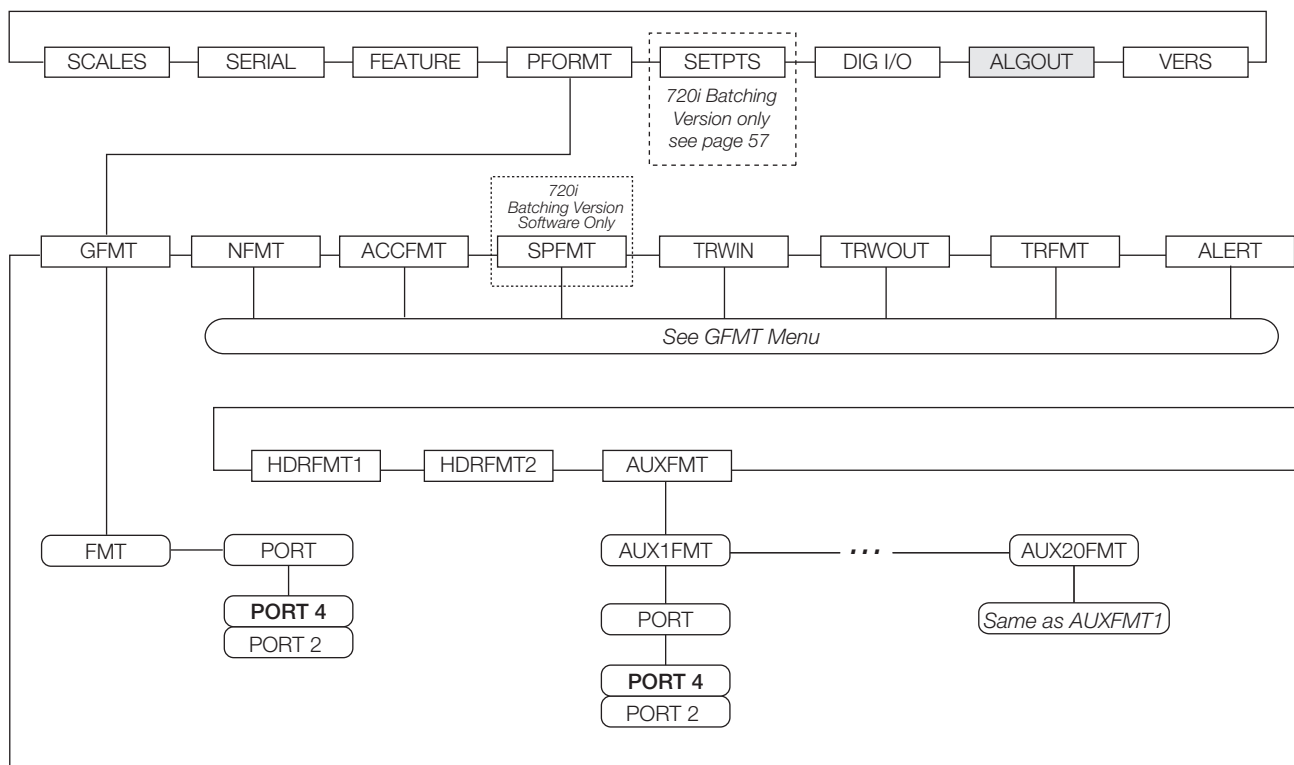 SCALES
SERIAL
FEATURE
PFORMT
SETPTS
DIG I/O
ALGOUT
VERS
720i Batching
Version only
see page 57
720i
Batching Version
Software Only
GFMT
NFMT
ACCFMT
SPFMT
TRWIN
TRWOUT
TRFMT
ALERT
See GFMT Menu
HDRFMT1
HDRFMT2
AUXFMT
FMT
PORT
AUX1FMT
...
AUX20FMT
PORT 4
PORT 2
PORT
Same as AUXFMT1
PORT 4
PORT 2